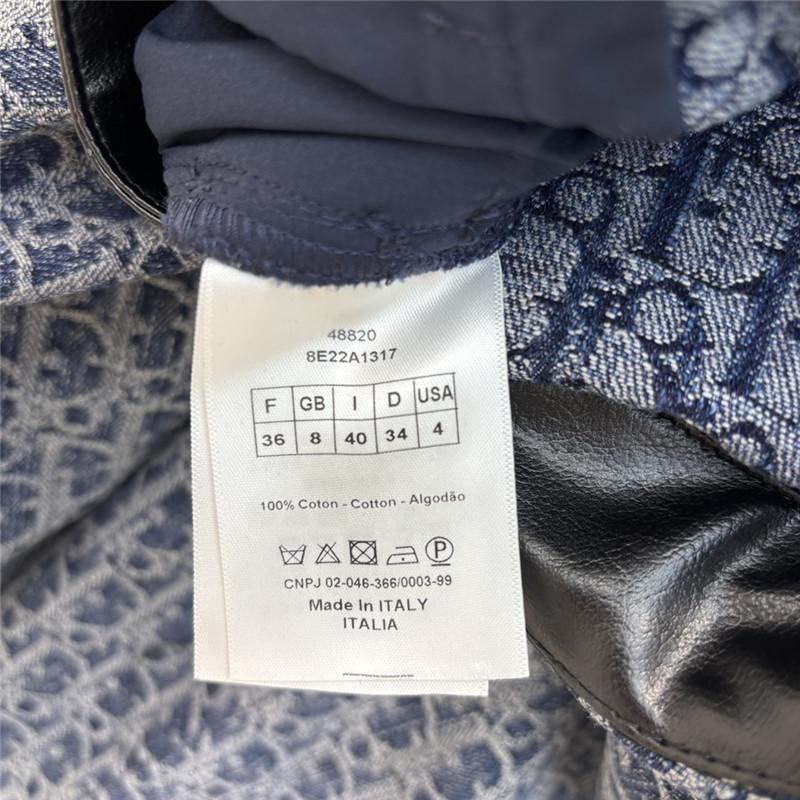 48820
8E22A1317
F GB I D USA
36 8 40 34 4
100% Coton - Cotton - Algodão
P
CNPJ 02-046-366/0003-99
Made In ITALY
ITALIA